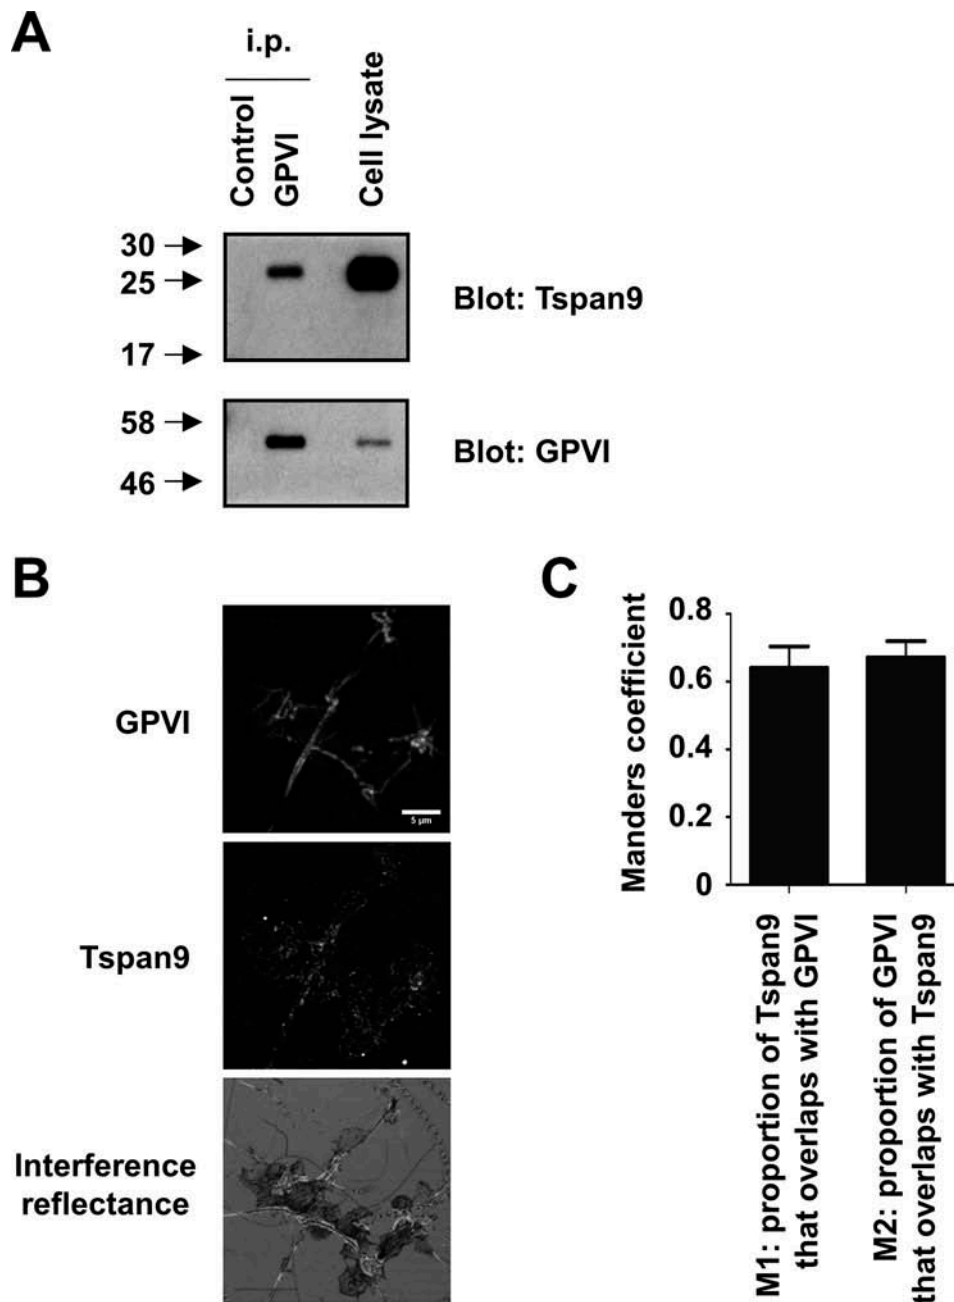 A
i.p.
Control
GPVI
Cell lysate
30
25
17
Blot: Tspan9
58
46
Blot: GPVI
B
GPVI
5 µm
Tspan9
Interference
reflectance
C
Manders coefficient
0.8
0.6
0.4
0.2
0
M1: proportion of Tspan9
that overlaps with GPVI
M2: proportion of GPVI
that overlaps with Tspan9